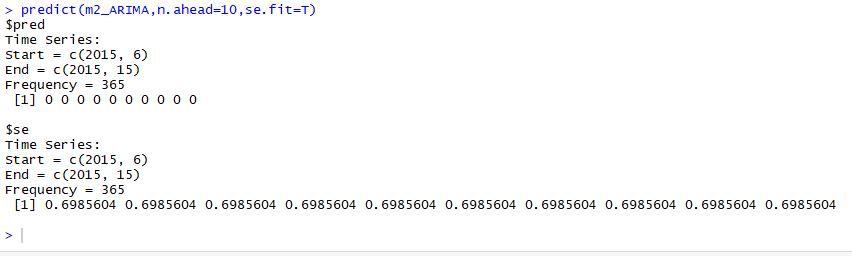 > predict(m2_ARIMA,n.ahead=10,se.fit=T)
$pred
Time Series:
Start = c(2015, 6)
End = c(2015, 15)
Frequency = 365
 [1] 0 0 0 0 0 0 0 0 0 0

$se
Time Series:
Start = c(2015, 6)
End = c(2015, 15)
Frequency = 365
 [1] 0.6985604 0.6985604 0.6985604 0.6985604 0.6985604 0.6985604 0.6985604 0.6985604 0.6985604 0.6985604

>